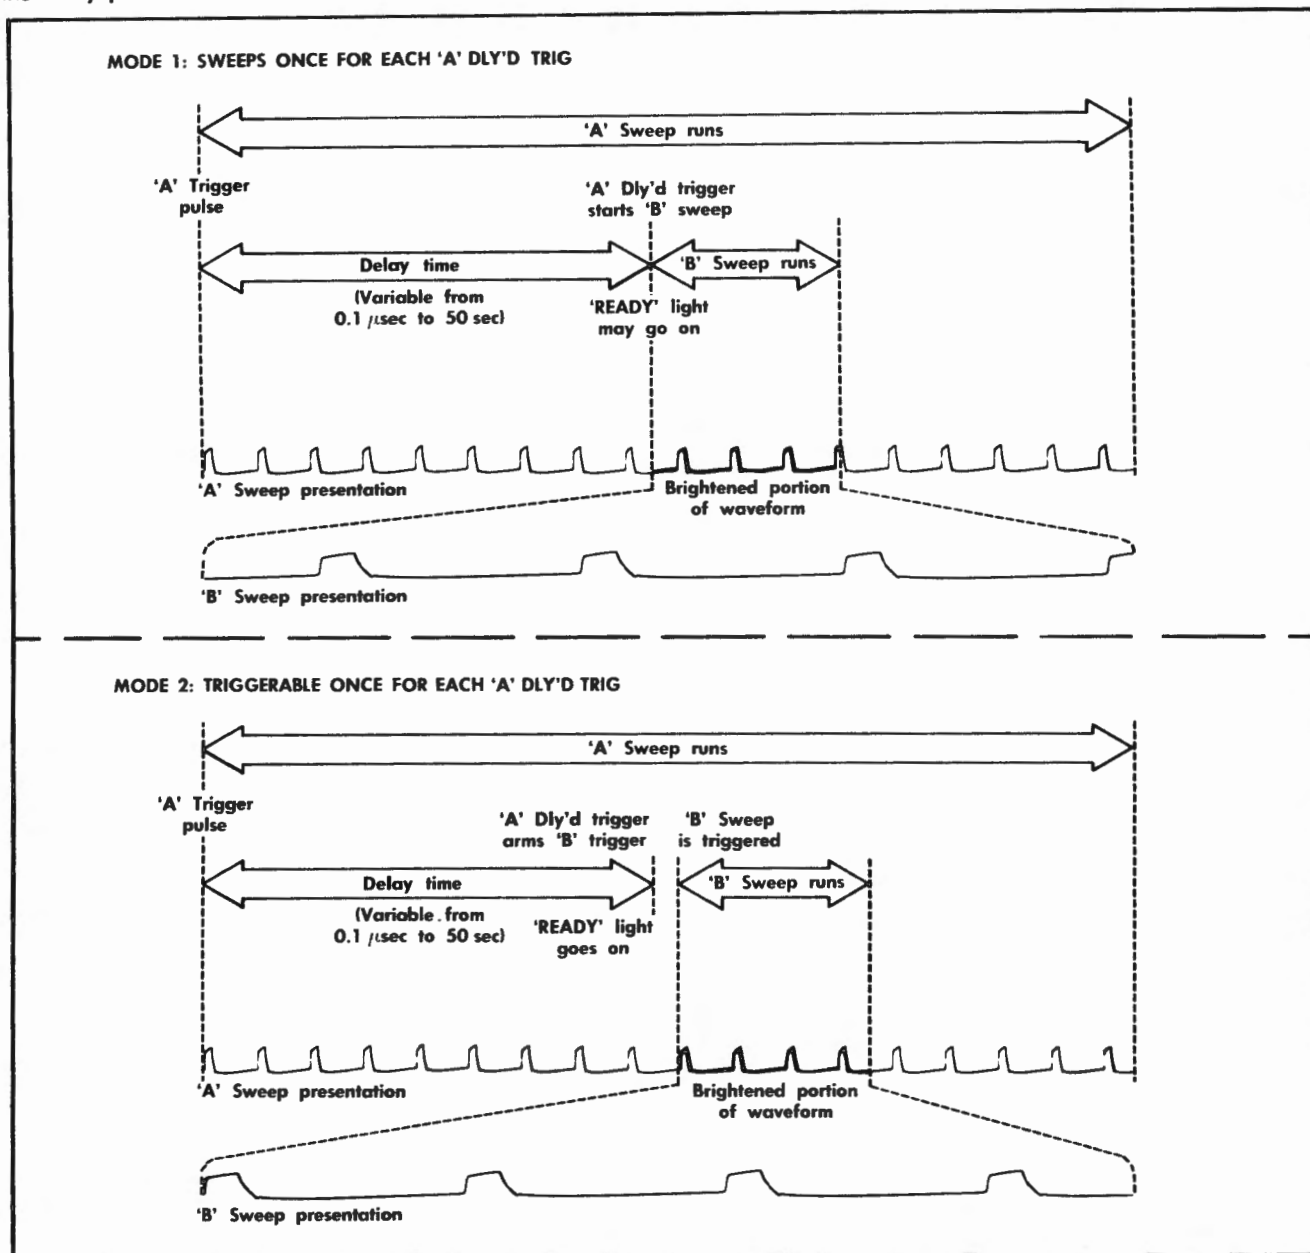 MODE 1: SWEEPS ONCE FOR EACH ‘A’ DLY’D TRIG
‘A’ Sweep runs
‘A’ Trigger
pulse
‘A’ Dly’d trigger
starts ‘B’ sweep
Delay time
‘B’ Sweep runs
(Variable from
0.1 μsec to 50 sec)
‘READY’ light
may go on
‘A’ Sweep presentation
Brightened portion
of waveform
‘B’ Sweep presentation
MODE 2: TRIGGERABLE ONCE FOR EACH ‘A’ DLY’D TRIG
‘A’ Sweep runs
‘A’ Trigger
pulse
‘A’ Dly’d trigger
arms ‘B’ trigger
‘B’ Sweep
is triggered
Delay time
‘B’ Sweep runs
(Variable from
0.1 μsec to 50 sec)
‘READY’ light
goes on
‘A’ Sweep presentation
Brightened portion
of waveform
‘B’ Sweep presentation